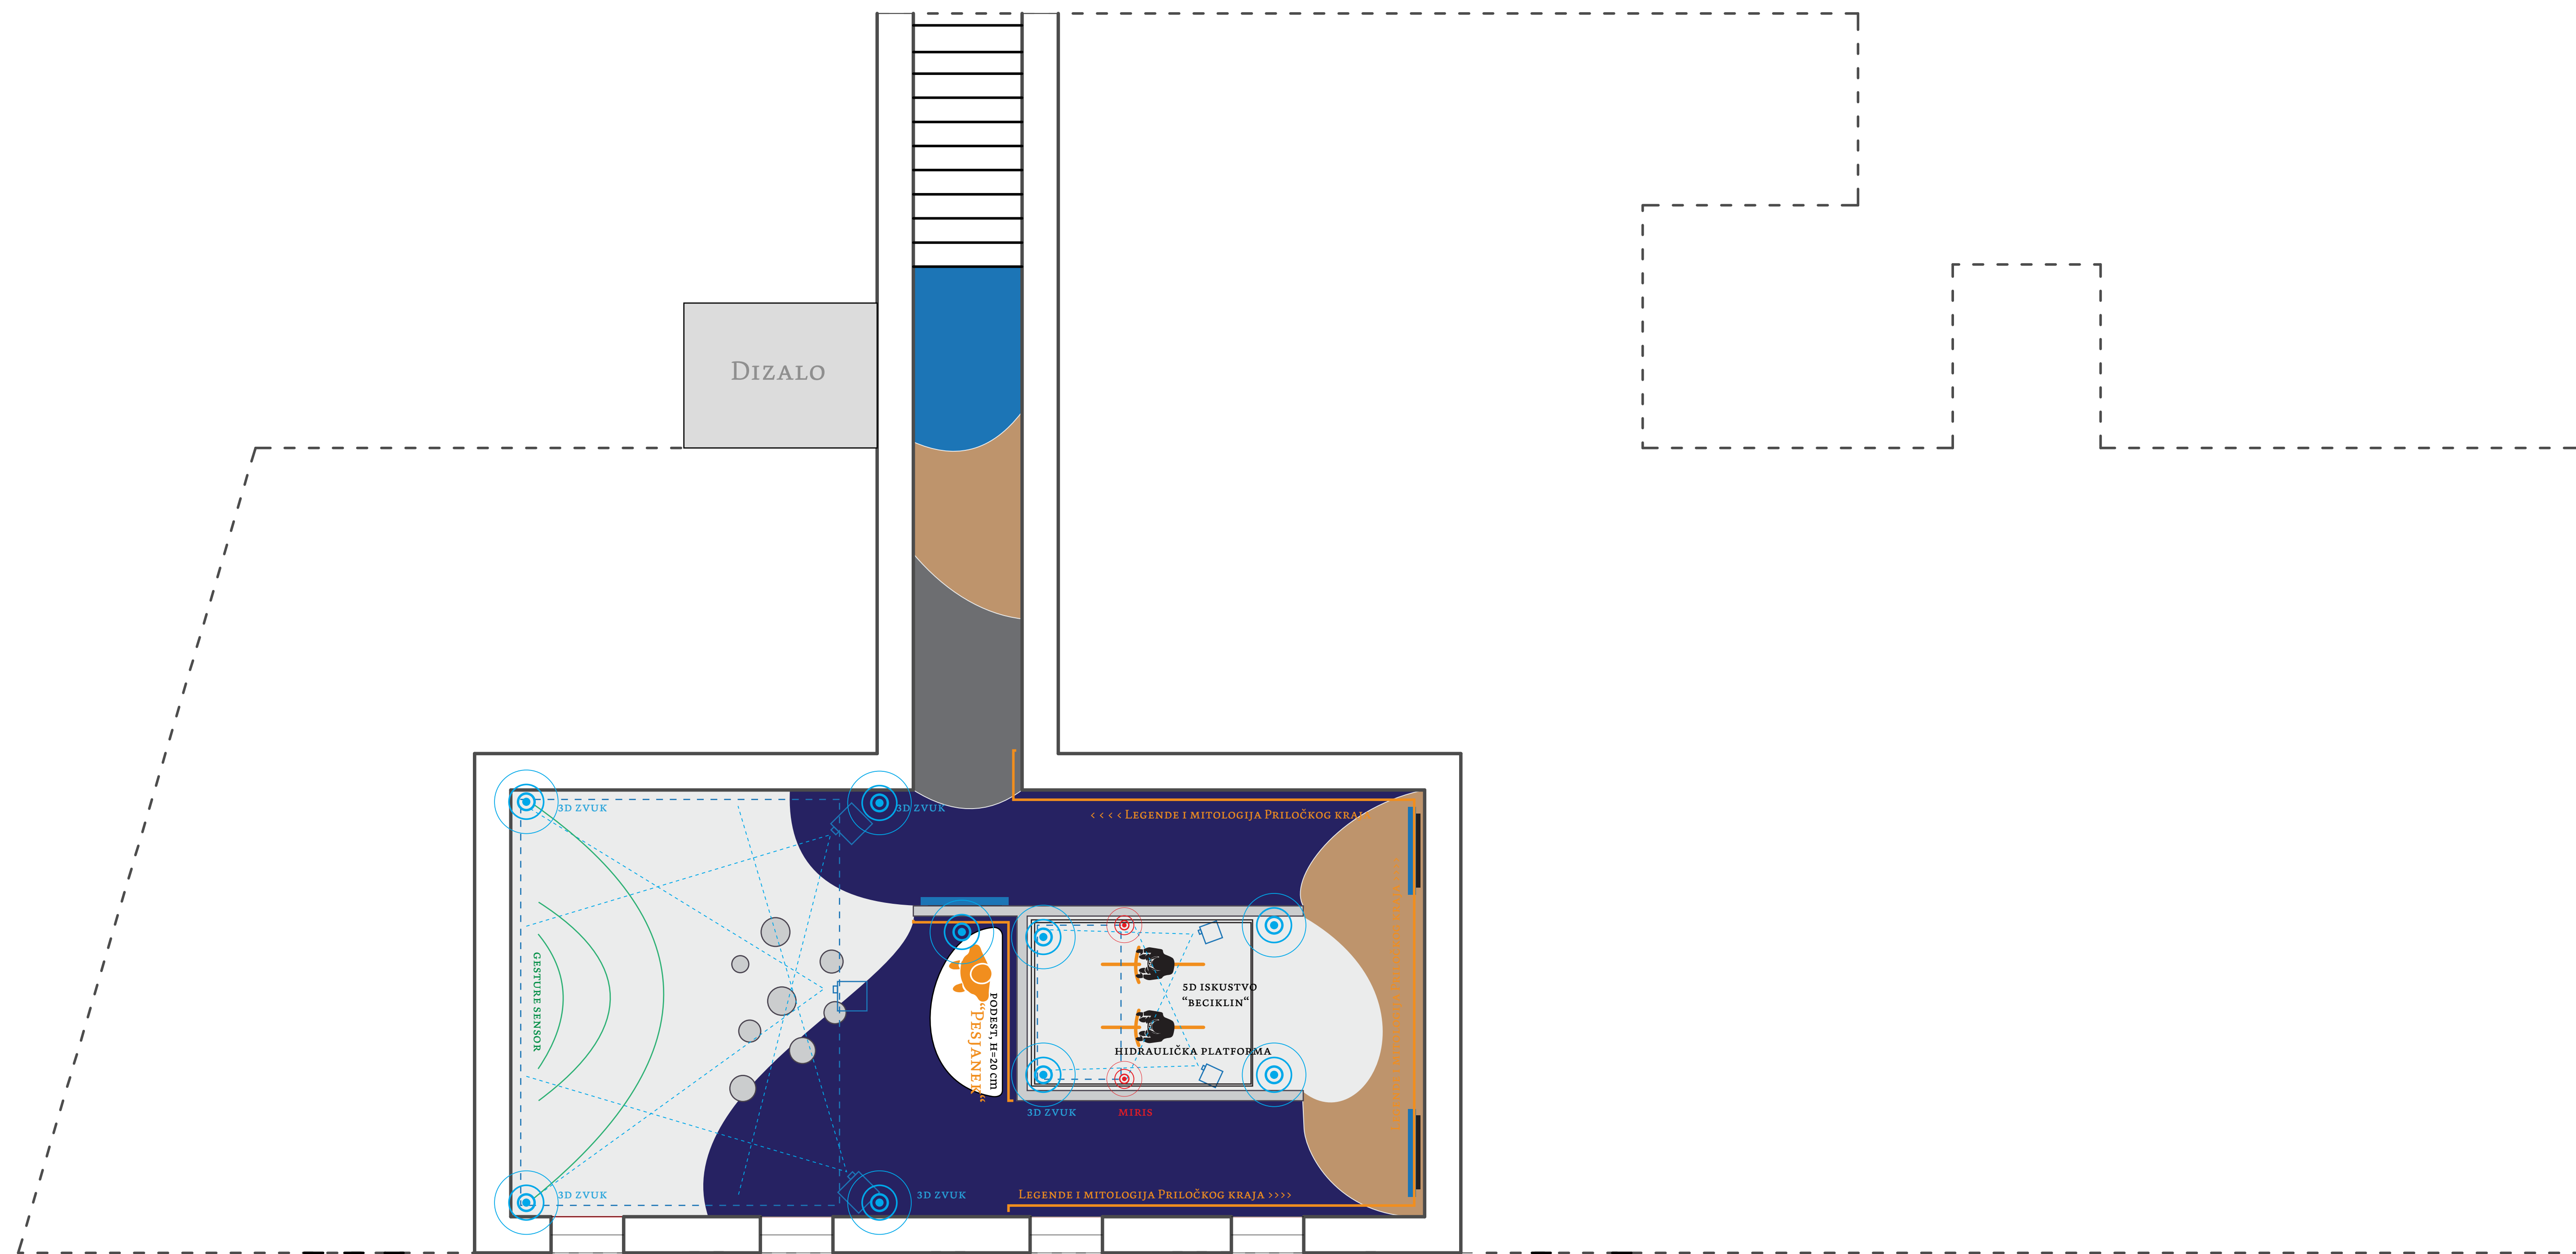 Dizalo
3D zvuk
3D zvuk
< < < < Legende i mitologija Priločkog kraja
gesture sensor
podest, h=20 cm
“Pesjanek“
5D iskustvo
“Beciklin“
hidraulička platforma
3D zvuk
miris
3D zvuk
3D zvuk
Legende i mitologija Priločkog kraja >>>>